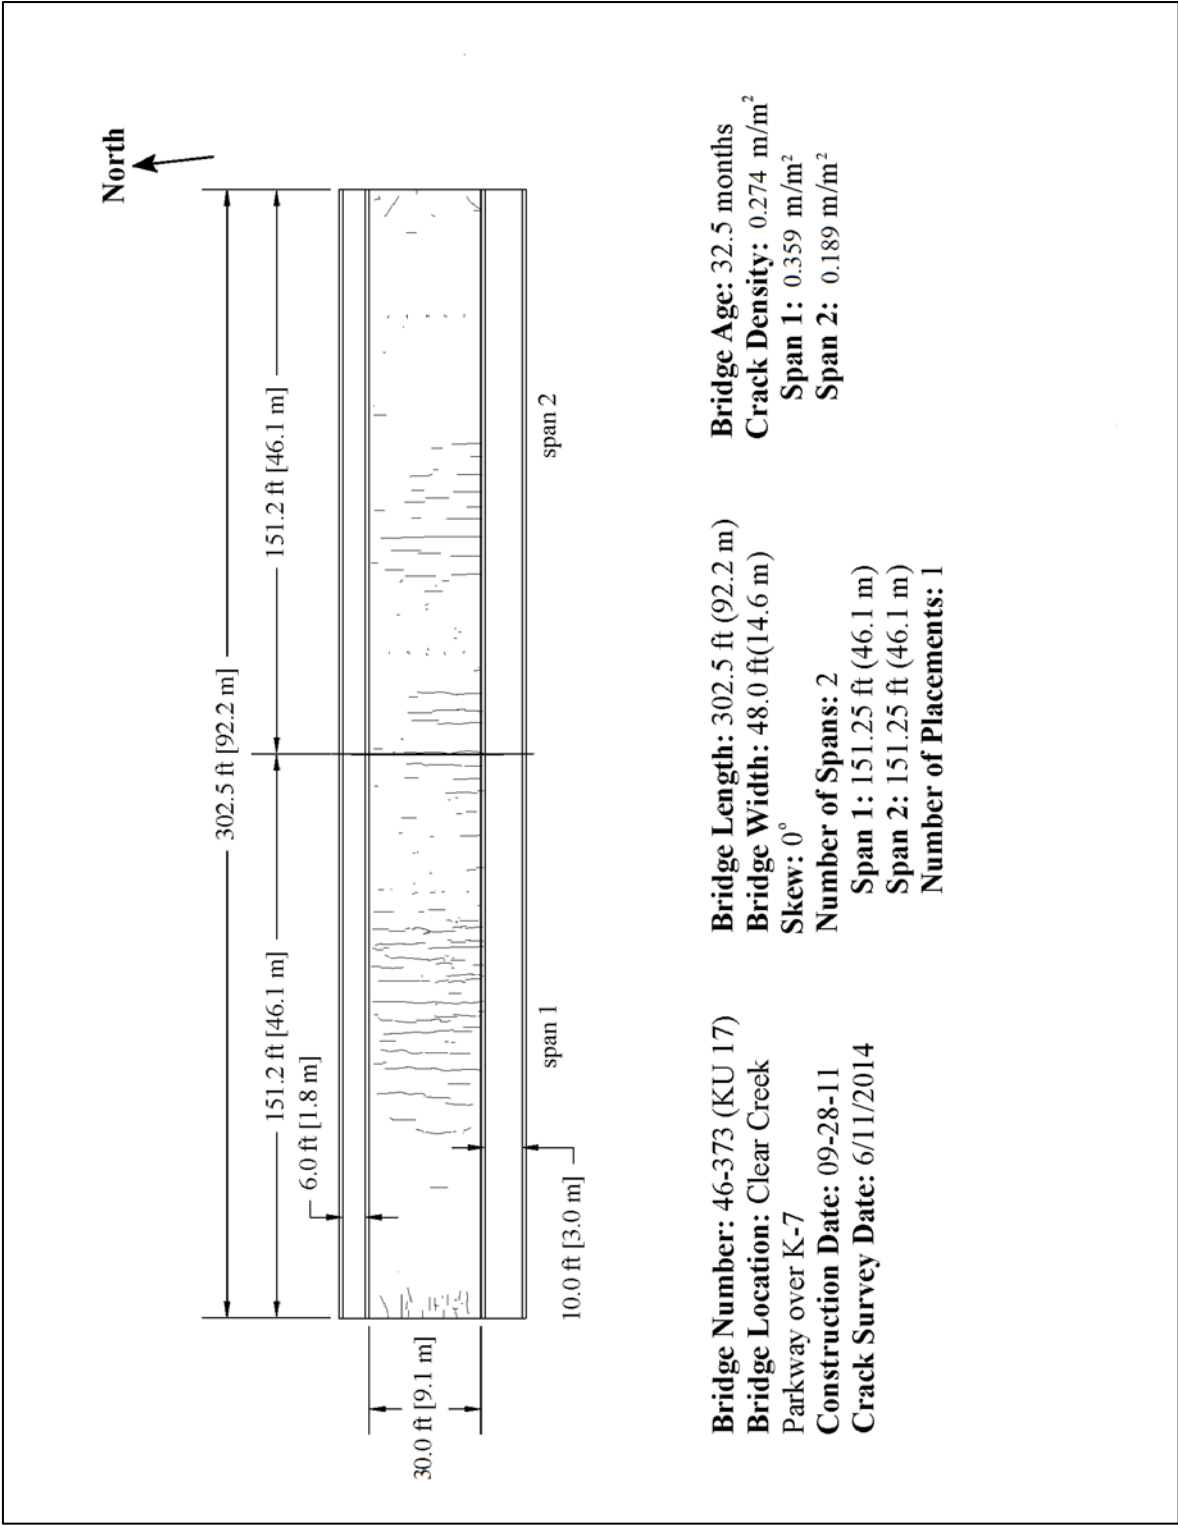 North
302.5 ft [92.2 m]
151.2 ft [46.1 m]
151.2 ft [46.1 m]
6.0 ft [1.8 m]
30.0 ft [9.1 m]
10.0 ft [3.0 m]
span 1
span 2
Bridge Number: 46-373 (KU 17)
Bridge Location: Clear Creek
Parkway over K-7
Construction Date: 09-28-11
Crack Survey Date: 6/11/2014
Bridge Length: 302.5 ft (92.2 m)
Bridge Width: 48.0 ft(14.6 m)
Skew: 0°
Number of Spans: 2
Span 1: 151.25 ft (46.1 m)
Span 2: 151.25 ft (46.1 m)
Number of Placements: 1
Bridge Age: 32.5 months
Crack Density: 0.274 m/m²
Span 1: 0.359 m/m²
Span 2: 0.189 m/m²